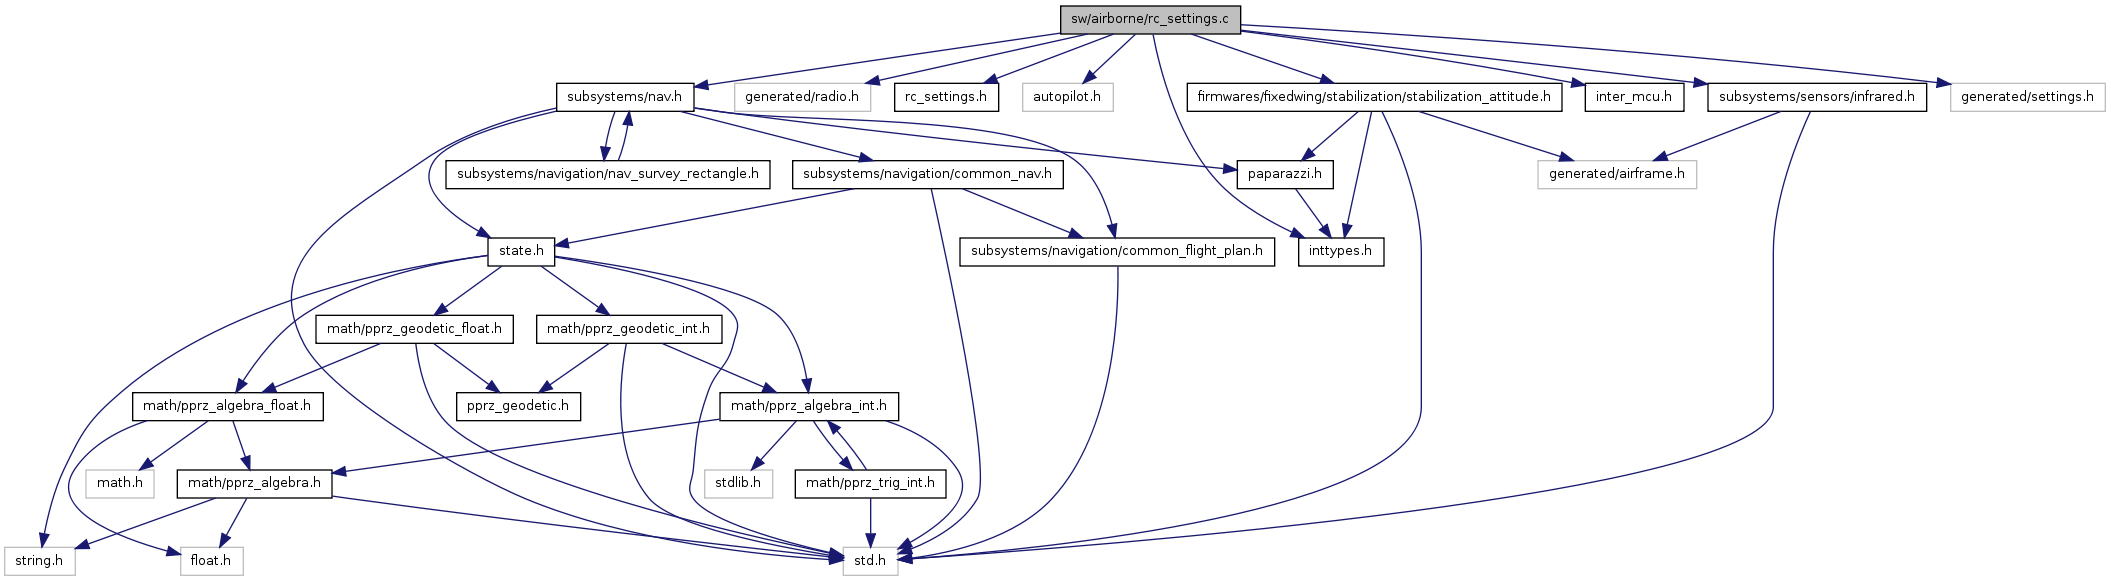 sw/airborne/rc_settings.c
subsystems/nav.h
generated/radio.h
rc_settings.h
autopilot.h
firmwares/fixedwing/stabilization/stabilization_attitude.h
inter_mcu.h
subsystems/sensors/infrared.h
generated/settings.h
subsystems/navigation/nav_survey_rectangle.h
subsystems/navigation/common_nav.h
paparazzi.h
generated/airframe.h
state.h
subsystems/navigation/common_flight_plan.h
inttypes.h
math/pprz_geodetic_float.h
math/pprz_geodetic_int.h
math/pprz_algebra_float.h
pprz_geodetic.h
math/pprz_algebra_int.h
math.h
math/pprz_algebra.h
stdlib.h
math/pprz_trig_int.h
string.h
float.h
std.h